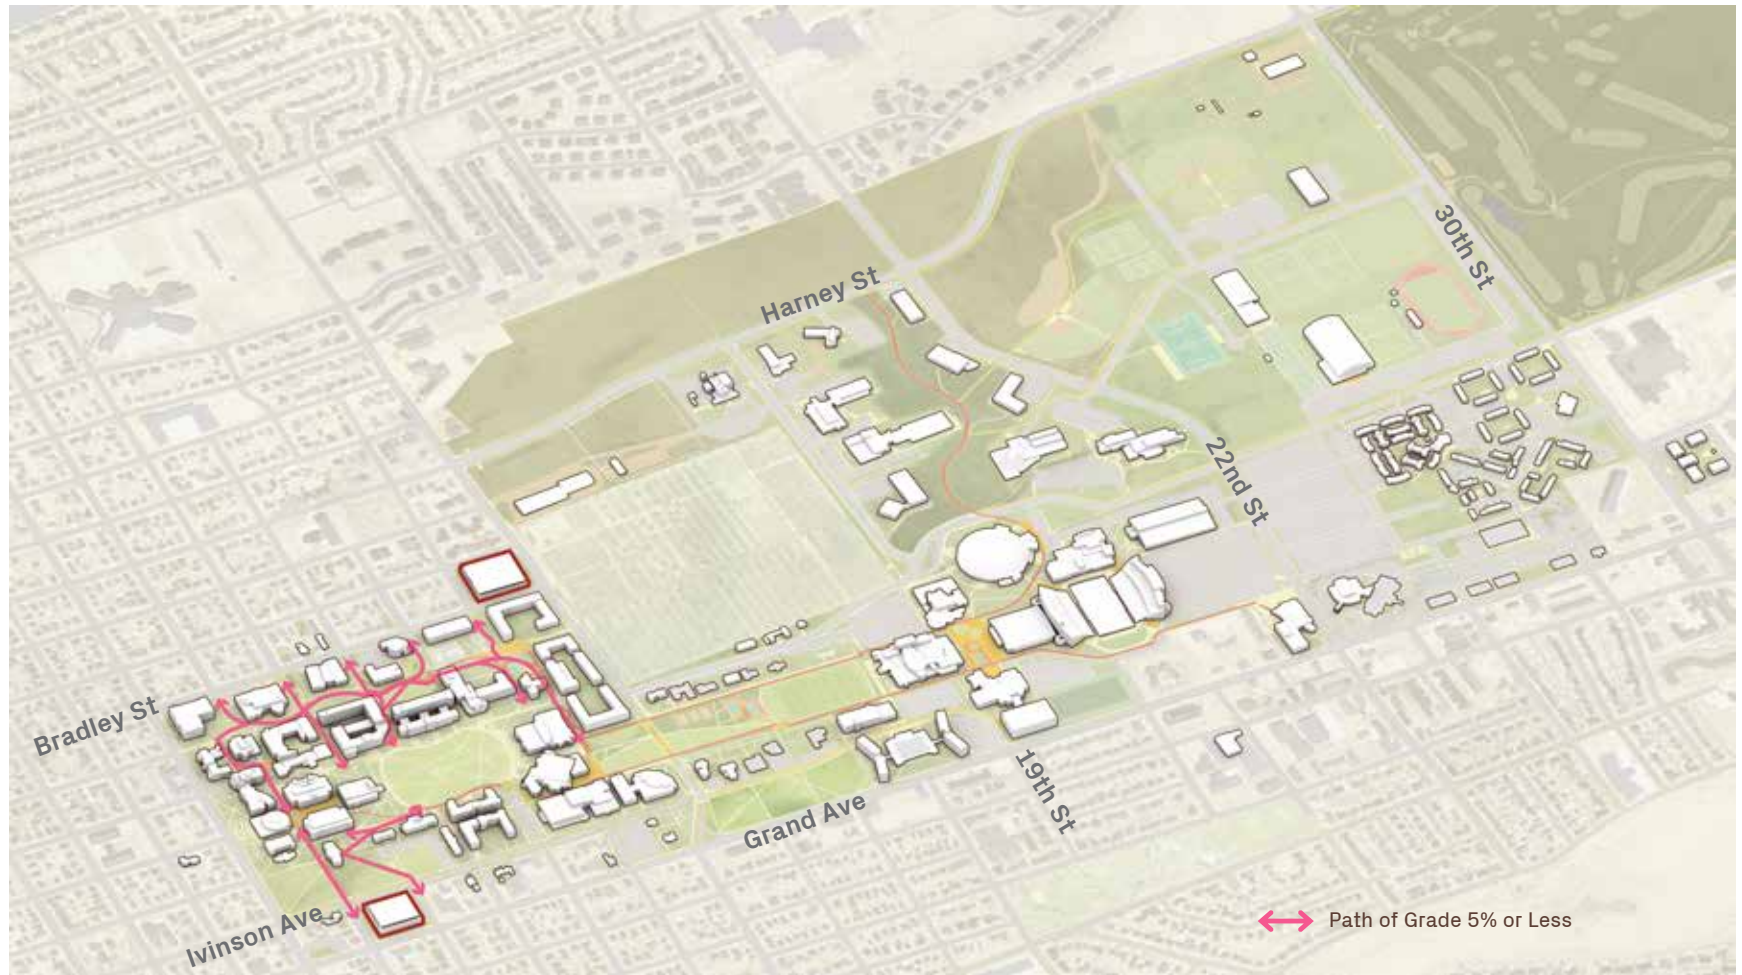 30th St
Harney St
22nd St
Bradley St
19th St
Grand Ave
Ivinson Ave
Path of Grade 5% or Less